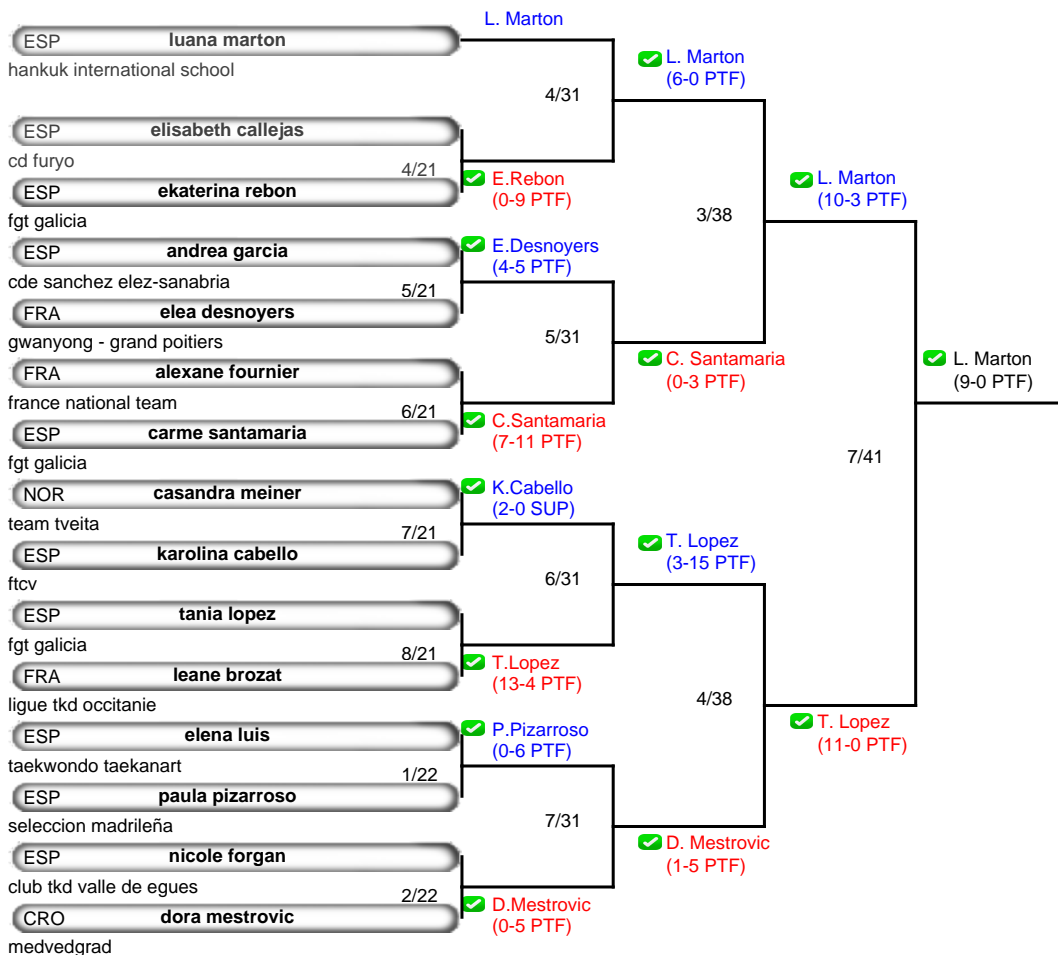 L. Marton
ESP luana marton
hankuk international school
L. Marton
(6-0 PTF)
4/31
ESP elisabeth callejas
cd furyo
4/21
ESP ekaterina rebon
fgt galicia
E.Rebon
(0-9 PTF)
L. Marton
(10-3 PTF)
3/38
ESP andrea garcia
cde sanchez elez-sanabria
E.Desnoyers
(4-5 PTF)
5/21
FRA elea desnoyers
gwanyong - grand poitiers
5/31
FRA alexane fournier
france national team
C. Santamaria
(0-3 PTF)
L. Marton
(9-0 PTF)
6/21
ESP carme santamaria
fgt galicia
C.Santamaria
(7-11 PTF)
7/41
NOR casandra meiner
team tveita
K.Cabello
(2-0 SUP)
7/21
ESP karolina cabello
ftcv
T. Lopez
(3-15 PTF)
6/31
ESP tania lopez
fgt galicia
8/21
FRA leane brozat
ligue tkd occitanie
T.Lopez
(13-4 PTF)
4/38
ESP elena luis
taekwondo taekanart
P.Pizarroso
(0-6 PTF)
T. Lopez
(11-0 PTF)
1/22
ESP paula pizarroso
seleccion madrileña
7/31
ESP nicole forgan
club tkd valle de egues
D. Mestrovic
(1-5 PTF)
2/22
CRO dora mestrovic
medvedgrad
D.Mestrovic
(0-5 PTF)